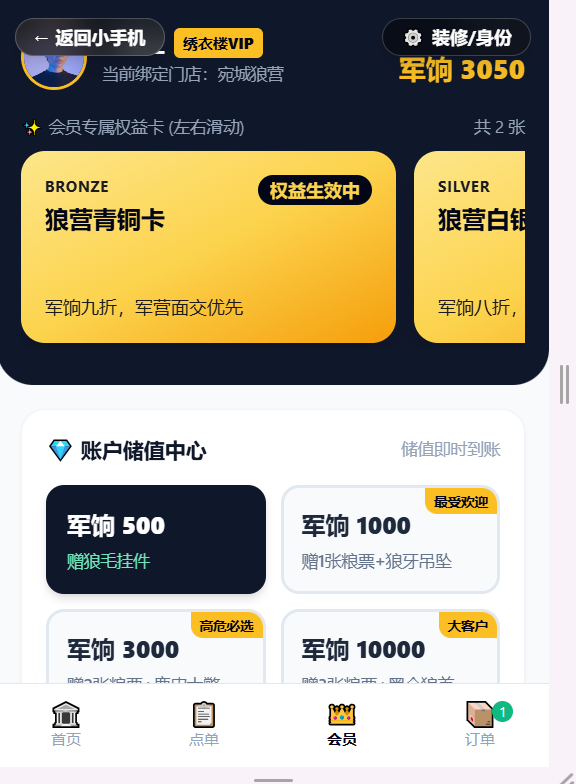 ← 返回小手机
绣衣楼VIP
装修/身份
当前绑定门店：宛城狼营
军饷 3050
会员专属权益卡 (左右滑动)
共 2 张
BRONZE
权益生效中
狼营青铜卡
军饷九折，军营面交优先
SILVER
狼营白银
军饷八折，
账户储值中心
储值即时到账
军饷 500
赠狼毛挂件
最受欢迎
军饷 1000
赠1张粮票+狼牙吊坠
高危必选
军饷 3000
大客户
军饷 10000
首页
点单
会员
订单
1